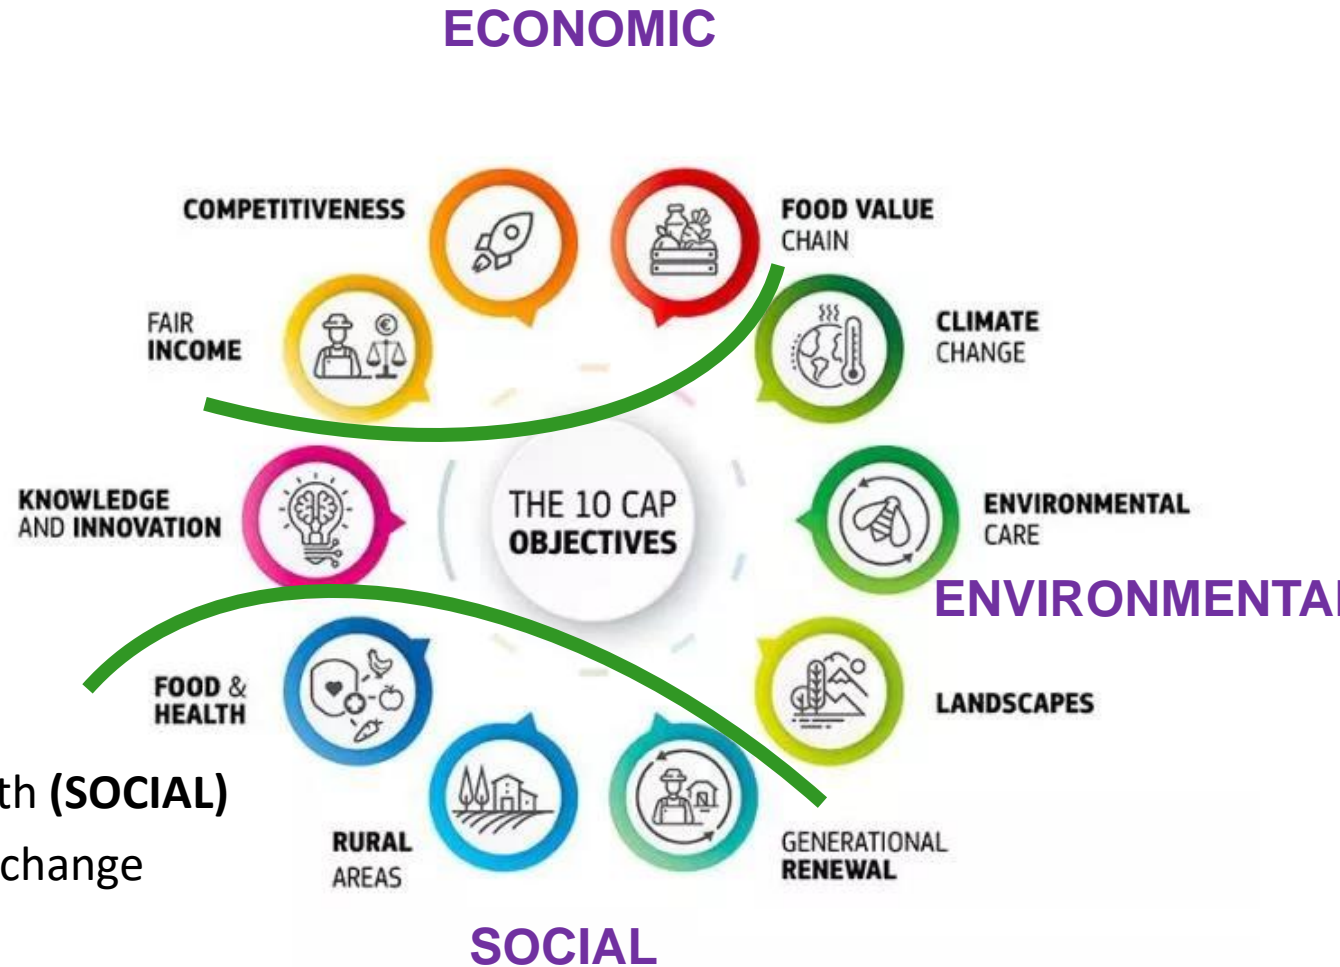 ECONOMIC
COMPETITIVENESS
FOOD VALUE
CHAIN
FAIR
INCOME
CLIMATE
CHANGE
KNOWLEDGE
AND INNOVATION
THE 10 CAP
OBJECTIVES
ENVIRONMENTAL
CARE
ENVIRONMENTAL
FOOD &
HEALTH
LANDSCAPES
th (SOCIAL)
change
RURAL
AREAS
GENERATIONAL
RENEWAL
SOCIAL